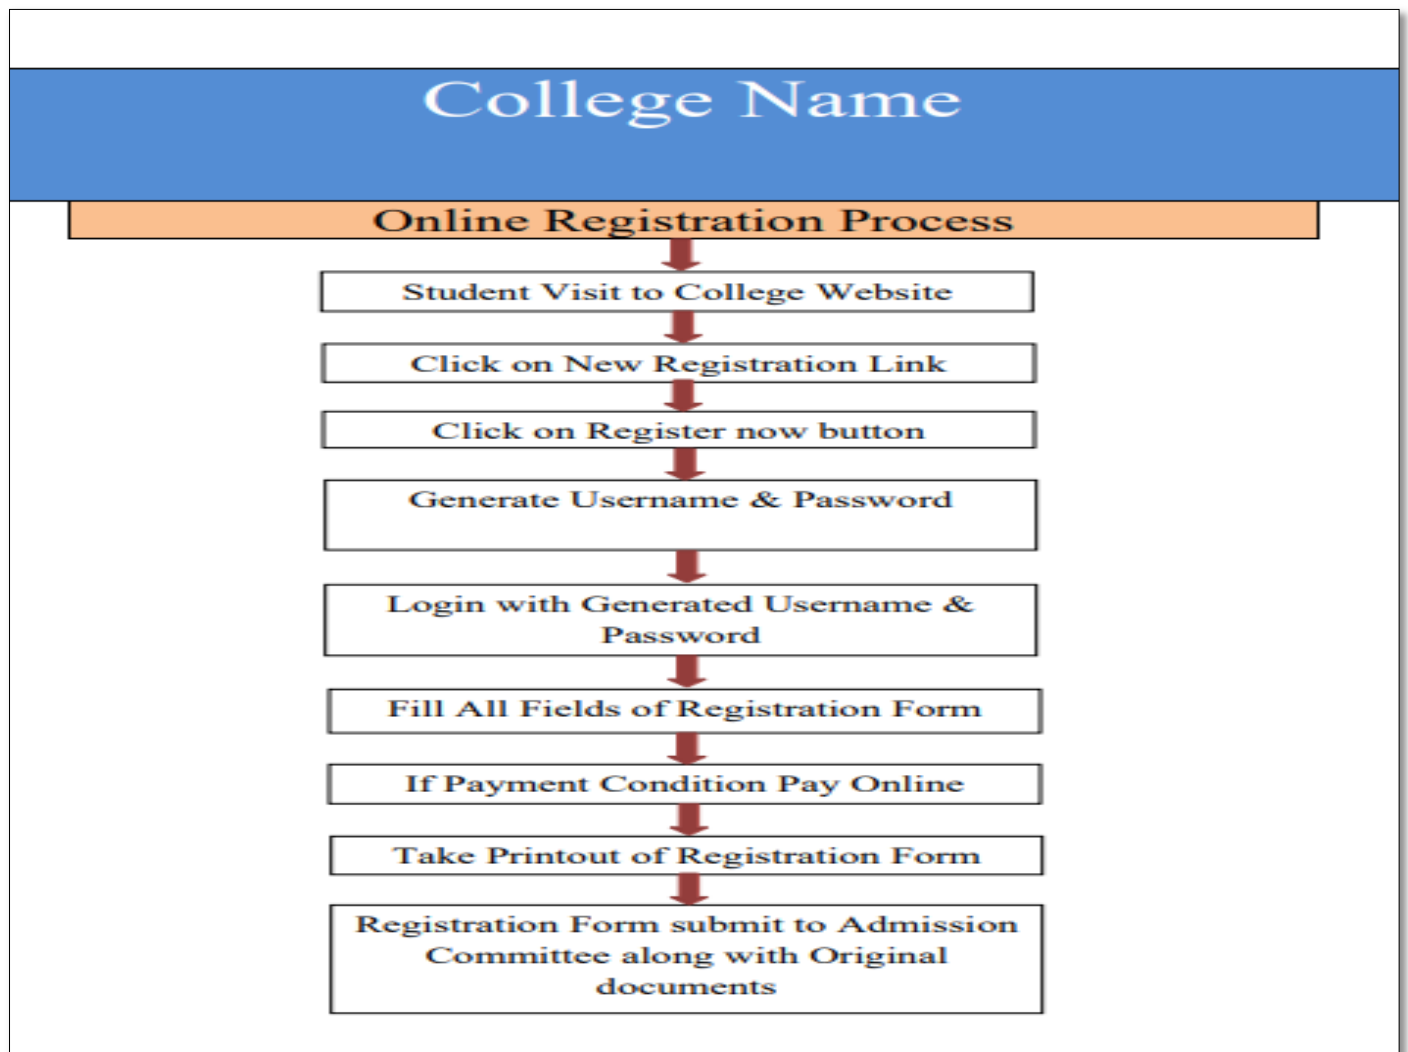 College Name
Online Registration Process
Student Visit to College Website
Click on New Registration Link
Click on Register now button
Generate Username & Password
Login with Generated Username &
Password
Fill All Fields of Registration Form
If Payment Condition Pay Online
Take Printout of Registration Form
Registration Form submit to Admission
Committee along with Original
documents